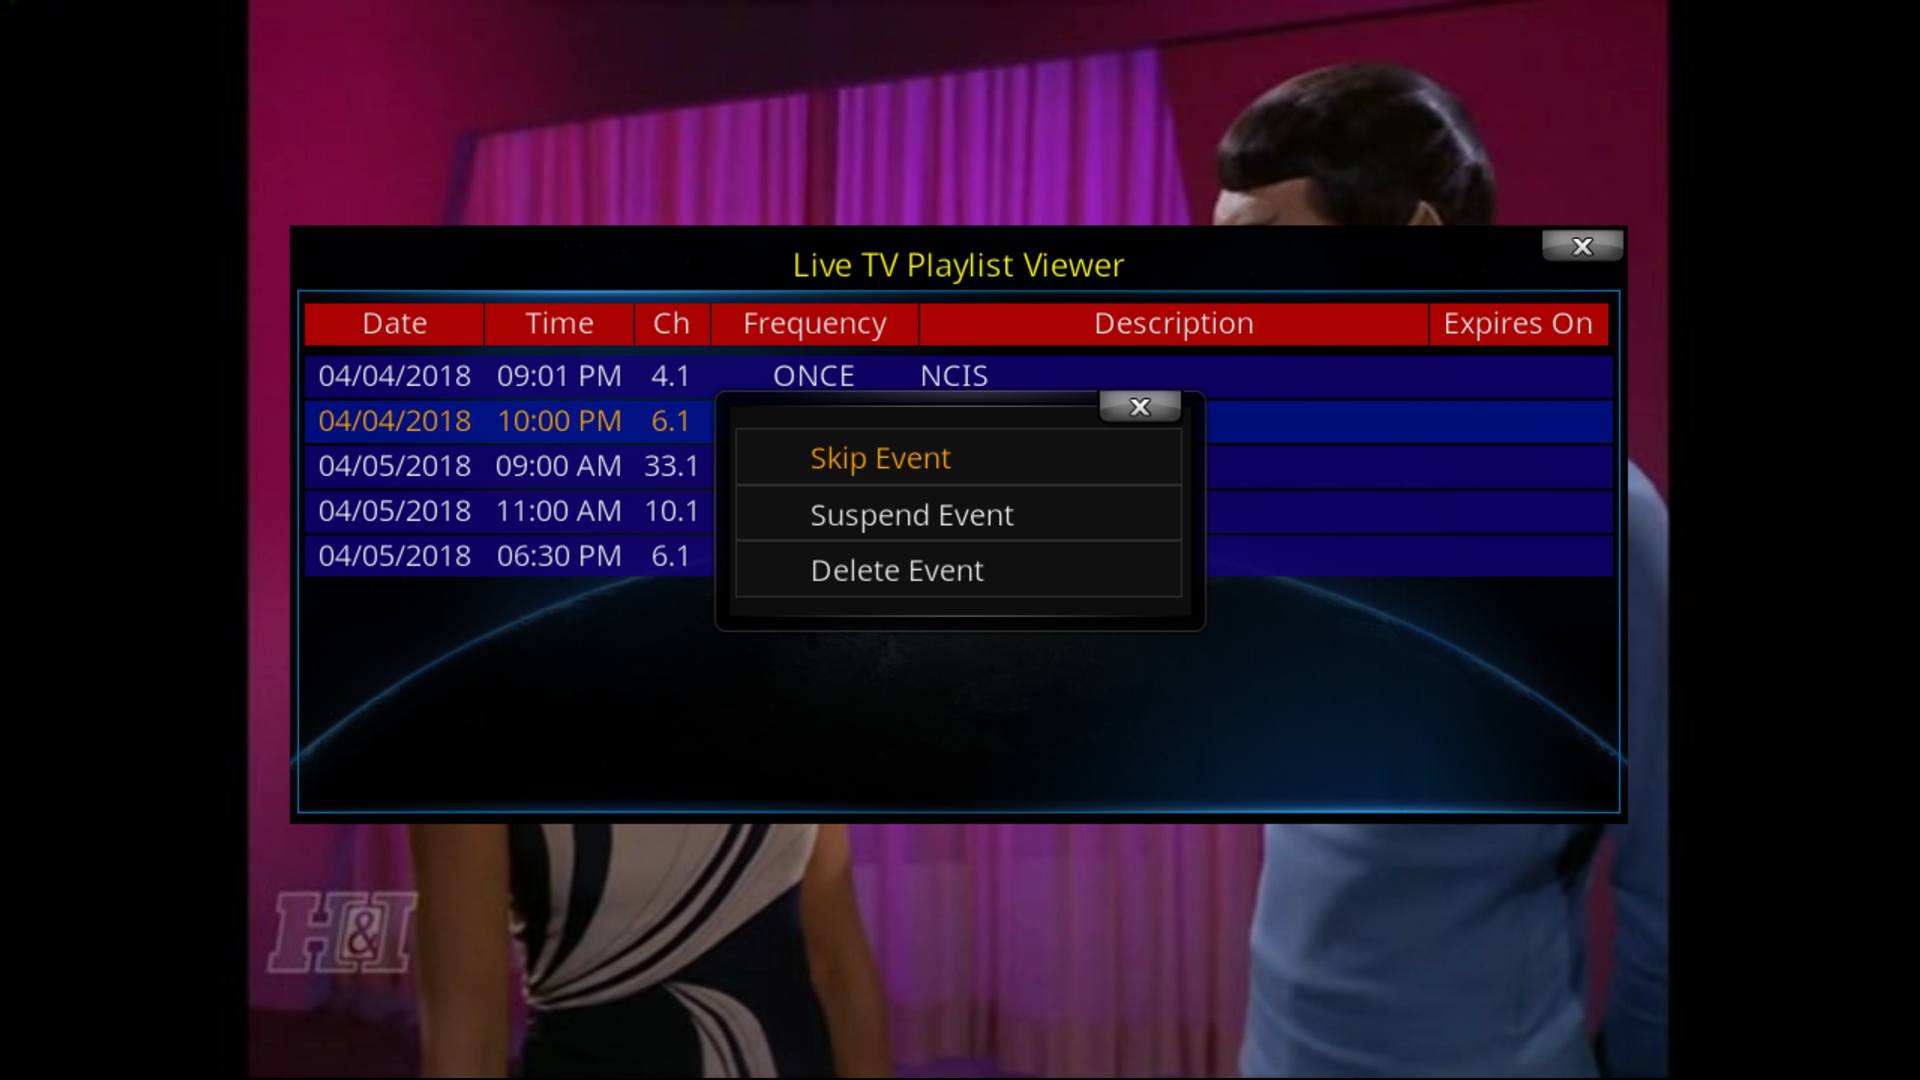 X
Live TV Playlist Viewer
Date Time Ch Frequency Description Expires On
04/04/2018 09:01 PM 4.1 ONCE NCIS
X
04/04/2018 10:00 PM 6.1
Skip Event
04/05/2018 09:00 AM 33.1
04/05/2018 11:00 AM 10.1
Suspend Event
04/05/2018 06:30 PM 6.1
Delete Event
H&I